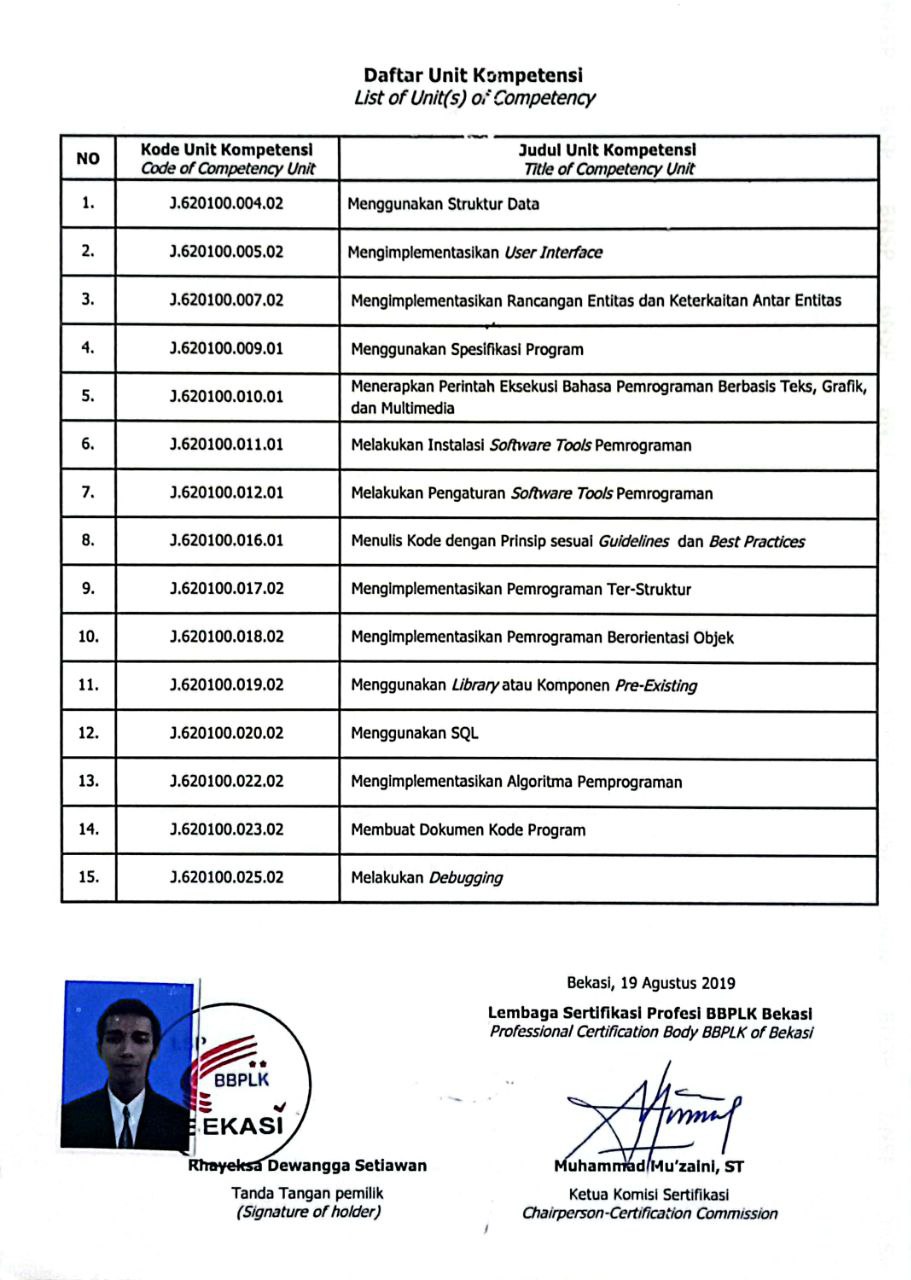 Daftar Unit Kompetensi
List of Unit(s) of Competency
NO
Kode Unit Kompetensi
Code of Competency Unit
Judul Unit Kompetensi
Title of Competency Unit
1. J.620100.004.02 Menggunakan Struktur Data
2. J.620100.005.02 Mengimplementasikan User Interface
3. J.620100.007.02 Mengimplementasikan Rancangan Entitas dan Keterkaitan Antar Entitas
4. J.620100.009.01 Menggunakan Spesifikasi Program
5. J.620100.010.01 Menerapkan Perintah Eksekusi Bahasa Pemrograman Berbasis Teks, Grafik,
dan Multimedia
6. J.620100.011.01 Melakukan Instalasi Software Tools Pemrograman
7. J.620100.012.01 Melakukan Pengaturan Software Tools Pemrograman
8. J.620100.016.01 Menulis Kode dengan Prinsip sesuai Guidelines dan Best Practices
9. J.620100.017.02 Mengimplementasikan Pemrograman Ter-Struktur
10. J.620100.018.02 Mengimplementasikan Pemrograman Berorientasi Objek
11. J.620100.019.02 Menggunakan Library atau Komponen Pre-Existing
12. J.620100.020.02 Menggunakan SQL
13. J.620100.022.02 Mengimplementasikan Algoritma Pemprograman
14. J.620100.023.02 Membuat Dokumen Kode Program
15. J.620100.025.02 Melakukan Debugging
Bekasi, 19 Agustus 2019
Lembaga Sertifikasi Profesi BBPLK Bekasi
Professional Certification Body BBPLK of Bekasi
LSP
BBPLK
BEKASI
Rhayeksa Dewangga Setiawan
Tanda Tangan pemilik
(Signature of holder)
Muhammad Mu'zaini, ST
Ketua Komisi Sertifikasi
Chairperson-Certification Commission